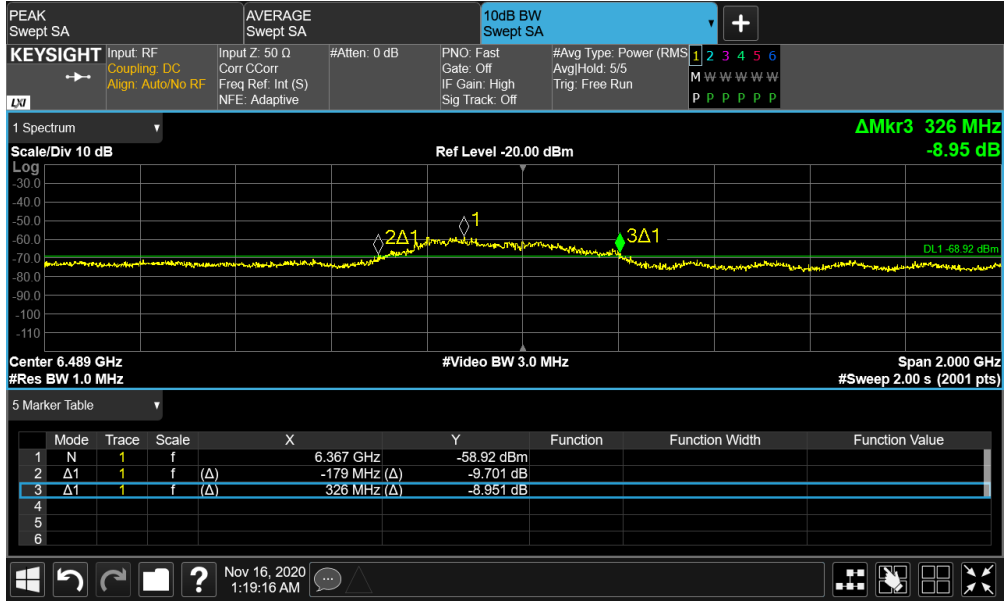 PEAK
Swept SA
AVERAGE
Swept SA
10dB BW
Swept SA
▼
+
KEYSIGHT
LXI
Input: RF
Coupling: DC
Align: Auto/No RF
Input Z: 50 Ω
Corr CCorr
Freq Ref: Int (S)
NFE: Adaptive
#Atten: 0 dB
PNO: Fast
Gate: Off
IF Gain: High
Sig Track: Off
#Avg Type: Power (RMS
Avg|Hold: 5/5
Trig: Free Run
1 2 3 4 5 6
M W W W W W
P P P P P P
1 Spectrum ▼
ΔMkr3 326 MHz
-8.95 dB
Scale/Div 10 dB
Ref Level -20.00 dBm
Log
-30.0
-40.0
-50.0
-60.0
-70.0
-80.0
-90.0
-100
-110
2Δ1
1
3Δ1
DL1 -68.92 dBm
Center 6.489 GHz
#Video BW 3.0 MHz
Span 2.000 GHz
#Res BW 1.0 MHz
#Sweep 2.00 s (2001 pts)
5 Marker Table ▼
Mode Trace Scale X Y Function Function Width Function Value
1 N 1 f 6.367 GHz -58.92 dBm
2 Δ1 1 f (Δ) -179 MHz (Δ) -9.701 dB
3 Δ1 1 f (Δ) 326 MHz (Δ) -8.951 dB
4
5
6
?
Nov 16, 2020
1:19:16 AM